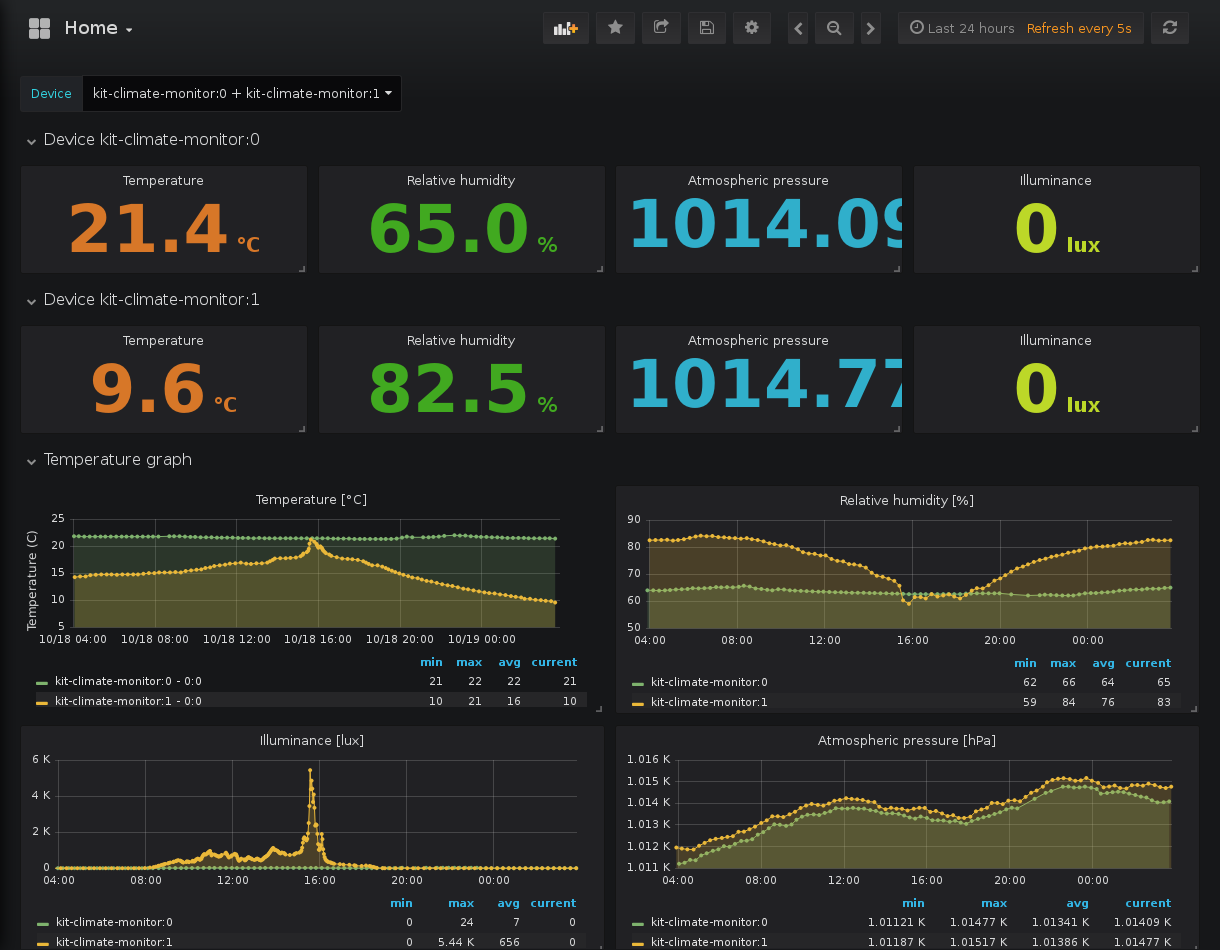 Home
Last 24 hours Refresh every 5s
Device kit-climate-monitor:0 + kit-climate-monitor:1
Device kit-climate-monitor:0
Temperature Relative humidity Atmospheric pressure Illuminance
21.4 °C 65.0 % 1014.09 0 lux
Device kit-climate-monitor:1
Temperature Relative humidity Atmospheric pressure Illuminance
9.6 °C 82.5 % 1014.77 0 lux
Temperature graph
Temperature [°C]
Temperature (C)
25
20
15
10
5
10/18 04:00 10/18 08:00 10/18 12:00 10/18 16:00 10/18 20:00 10/19 00:00
min max avg current
kit-climate-monitor:0 - 0:0 21 22 22 21
kit-climate-monitor:1 - 0:0 10 21 16 10
Relative humidity [%]
90
80
70
60
50
04:00 08:00 12:00 16:00 20:00 00:00
min max avg current
kit-climate-monitor:0 62 66 64 65
kit-climate-monitor:1 59 84 76 83
Illuminance [lux]
6 K
4 K
2 K
0
04:00 08:00 12:00 16:00 20:00 00:00
min max avg current
kit-climate-monitor:0 0 24 7 0
kit-climate-monitor:1 0 5.44 K 656 0
Atmospheric pressure [hPa]
1.016 K
1.015 K
1.014 K
1.013 K
1.012 K
1.011 K
04:00 08:00 12:00 16:00 20:00 00:00
min max avg current
kit-climate-monitor:0 1.01121 K 1.01477 K 1.01341 K 1.01409 K
kit-climate-monitor:1 1.01187 K 1.01517 K 1.01386 K 1.01477 K